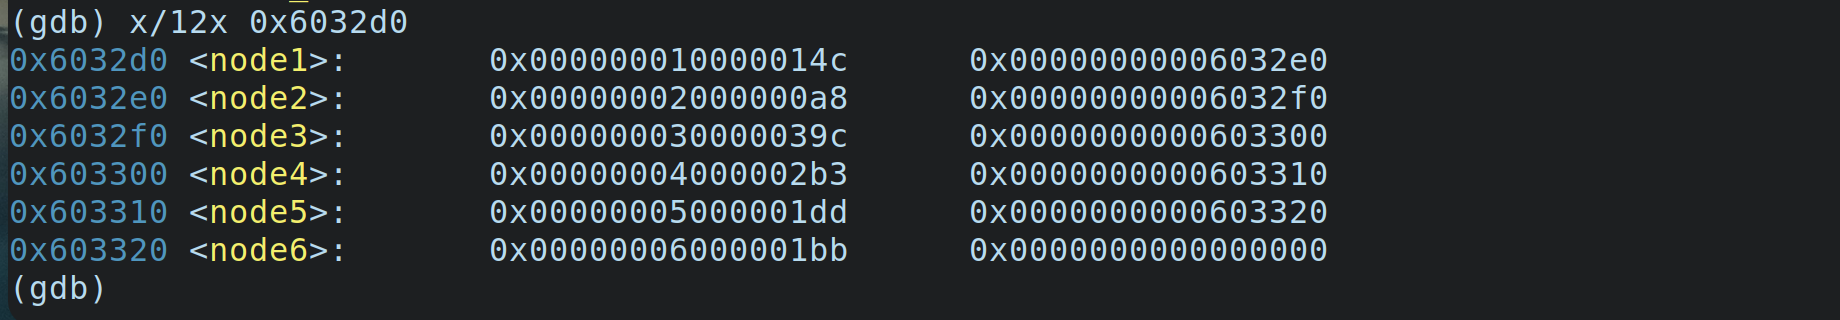 (gdb) x/12x 0x6032d0
0x6032d0 <node1>: 0x000000010000014c 0x00000000006032e0
0x6032e0 <node2>: 0x00000002000000a8 0x00000000006032f0
0x6032f0 <node3>: 0x000000030000039c 0x0000000000603300
0x603300 <node4>: 0x00000004000002b3 0x0000000000603310
0x603310 <node5>: 0x00000005000001dd 0x0000000000603320
0x603320 <node6>: 0x00000006000001bb 0x0000000000000000
(gdb)